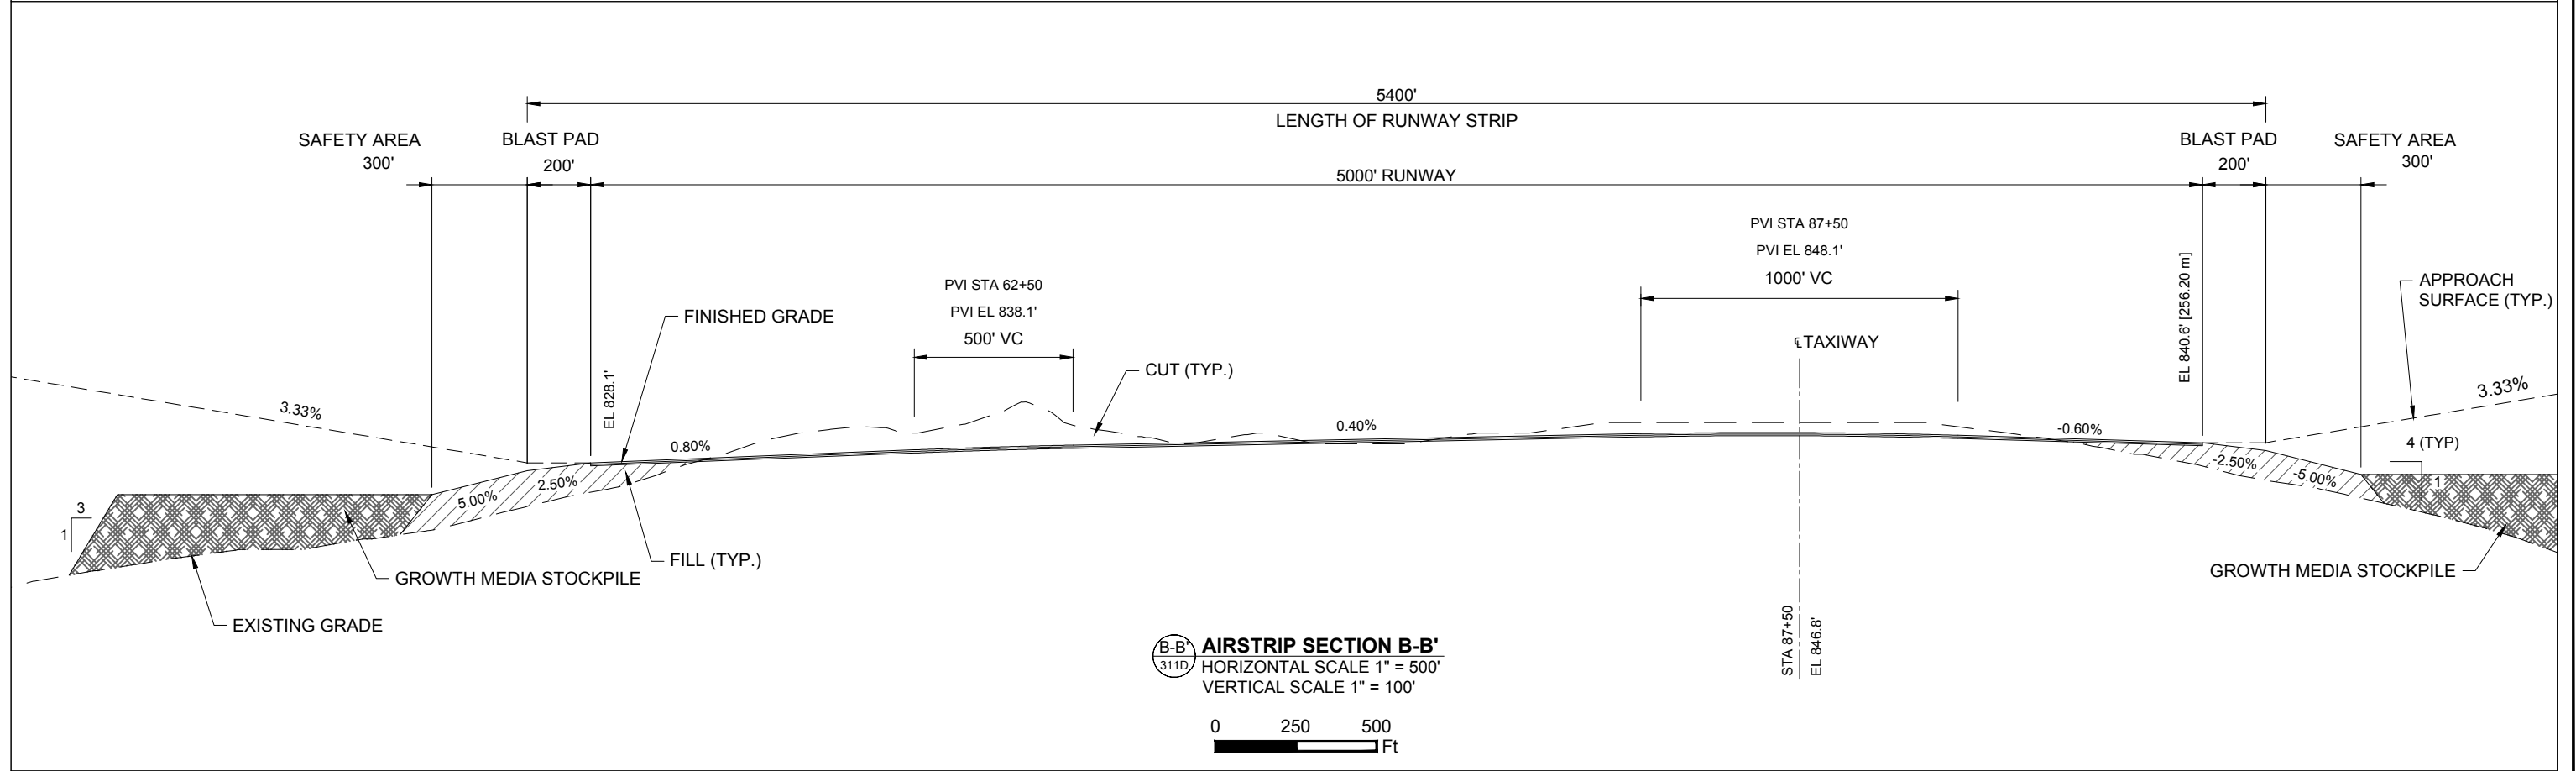 5400'
LENGTH OF RUNWAY STRIP
SAFETY AREA
300'
BLAST PAD
200'
5000' RUNWAY
BLAST PAD
200'
SAFETY AREA
300'
PVI STA 62+50
PVI EL 838.1'
500' VC
PVI STA 87+50
PVI EL 848.1'
1000' VC
FINISHED GRADE
CUT (TYP.)
℄TAXIWAY
EL 828.1'
EL 840.6' [256.20 m]
APPROACH
SURFACE (TYP.)
3.33%
3.33%
0.80%
0.40%
-0.60%
4 (TYP)
1
5.00%
2.50%
-2.50%
-5.00%
3
1
FILL (TYP.)
GROWTH MEDIA STOCKPILE
EXISTING GRADE
GROWTH MEDIA STOCKPILE
STA 87+50
EL 846.8'
B-B'
311D
AIRSTRIP SECTION B-B'
HORIZONTAL SCALE 1" = 500'
VERTICAL SCALE 1" = 100'
0 250 500
Ft